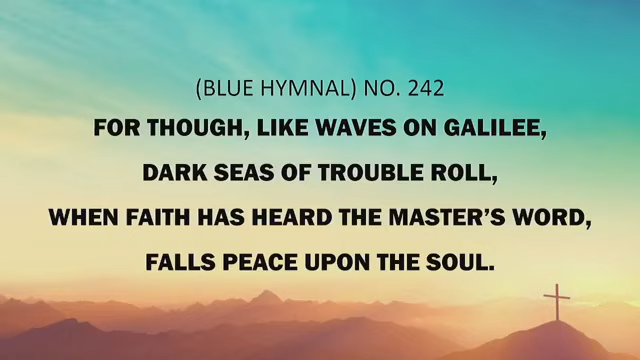 (BLUE HYMNAL) NO. 242
FOR THOUGH, LIKE WAVES ON GALILEE,
DARK SEAS OF TROUBLE ROLL,
WHEN FAITH HAS HEARD THE MASTER’S WORD,
FALLS PEACE UPON THE SOUL.